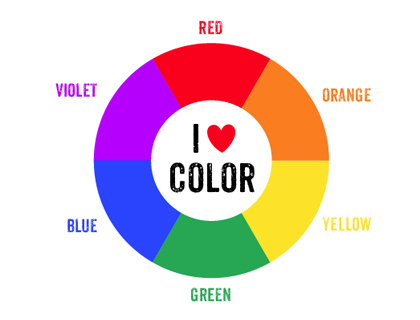 RED
VIOLET
ORANGE
I ❤
COLOR
BLUE
YELLOW
GREEN